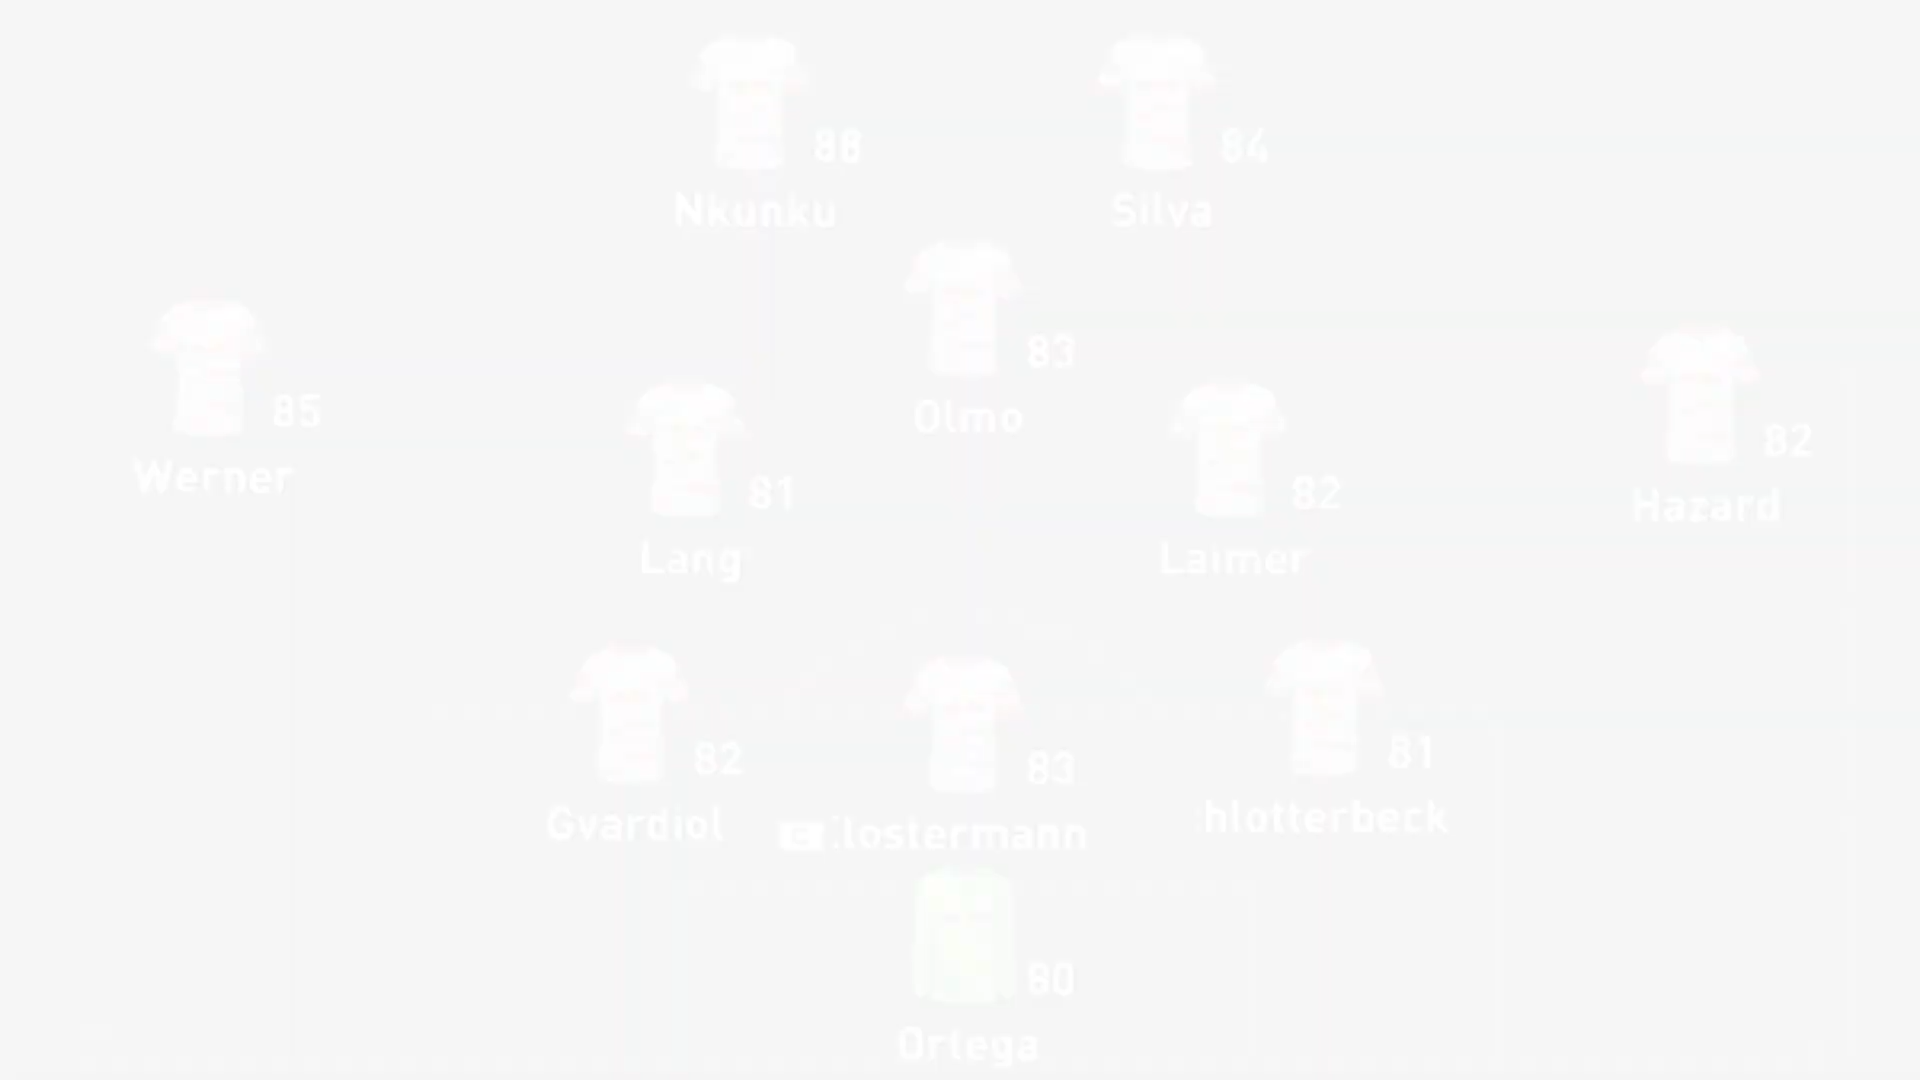 88
84
Nkunku
Silva
83
Olmo
85
Werner
82
Hazard
81
Lang
82
Laimer
82
Gvardiol
83
C lostermann
81
hlotterbeck
80
Ortega